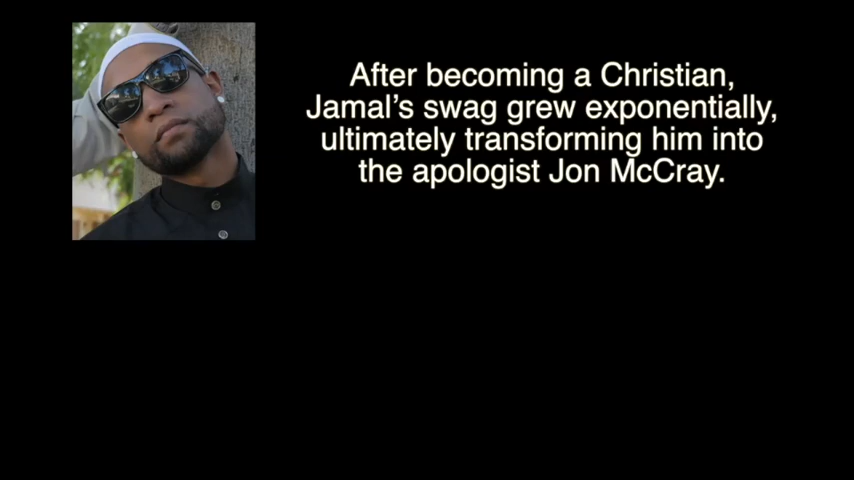 After becoming a Christian,
Jamal's swag grew exponentially,
ultimately transforming him into
the apologist Jon McCray.